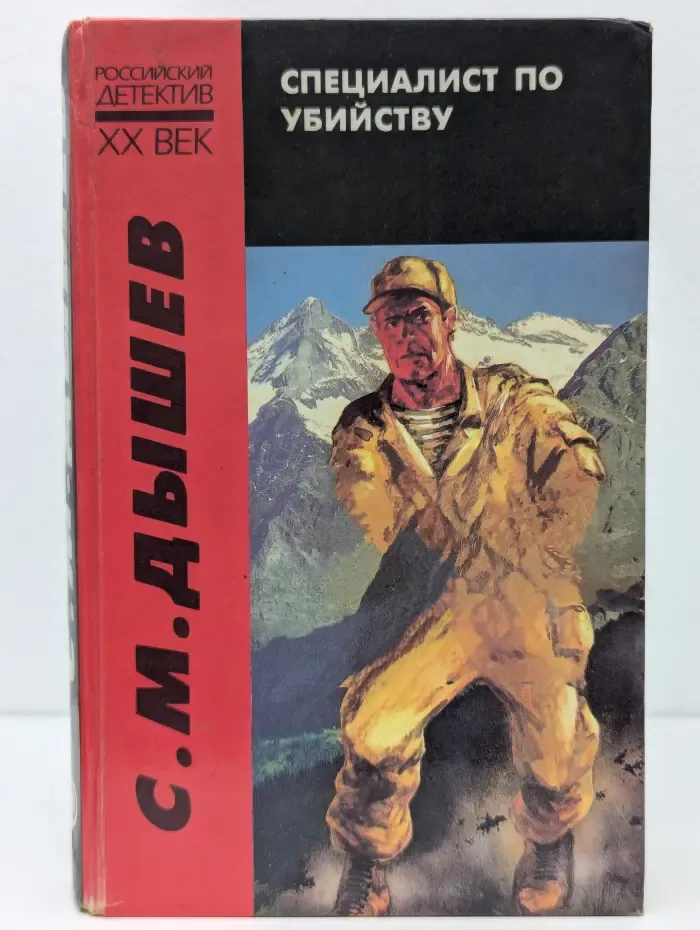 РОССИЙСКИЙ
ДЕТЕКТИВ
XX ВЕК
СПЕЦИАЛИСТ ПО
УБИЙСТВУ
С.М.ДЫШЕВ